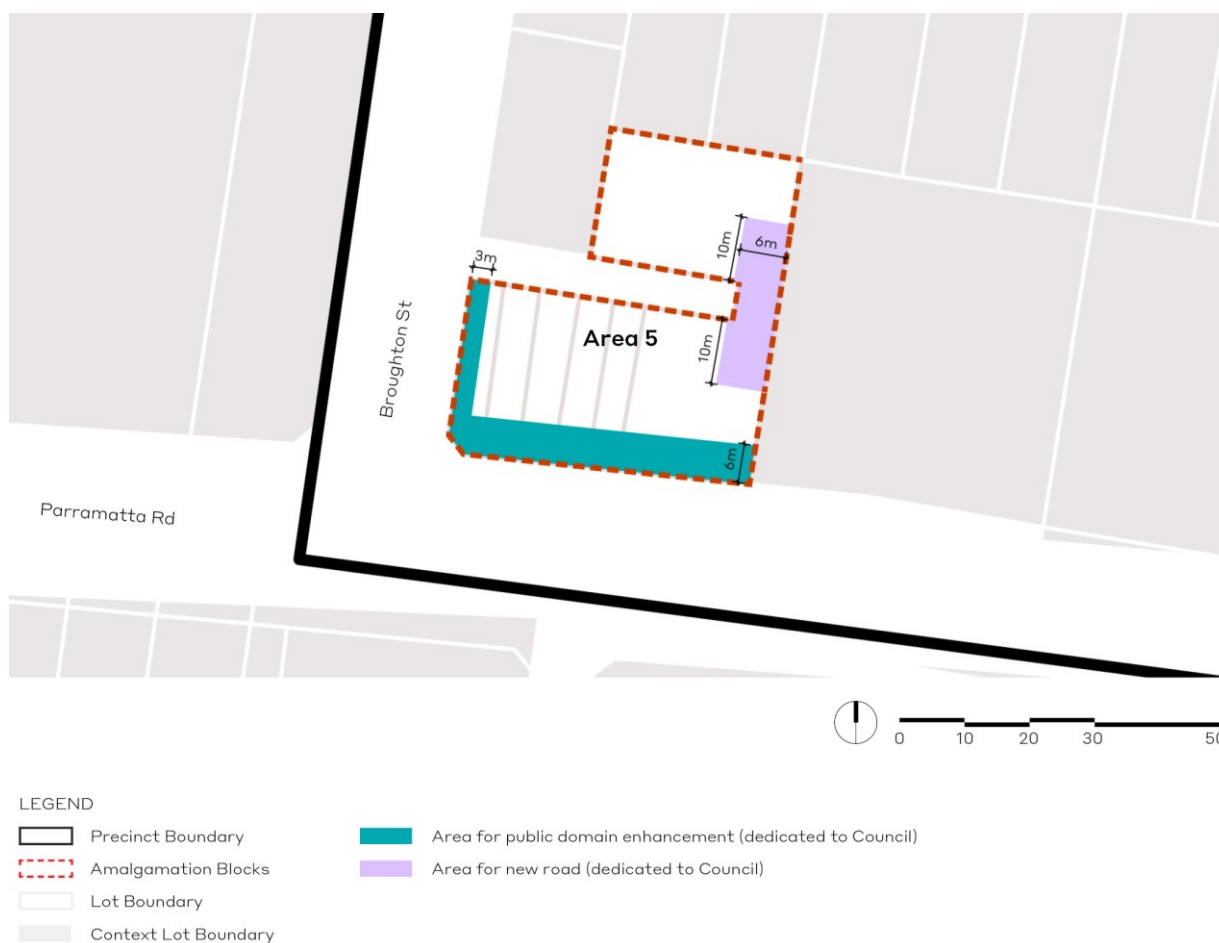 10m
6m
3m
Area 5
10m
Broughton St
6m
Parramatta Rd
0 10 20 30 50
LEGEND
Precinct Boundary
Amalgamation Blocks
Lot Boundary
Context Lot Boundary
Area for public domain enhancement (dedicated to Council)
Area for new road (dedicated to Council)